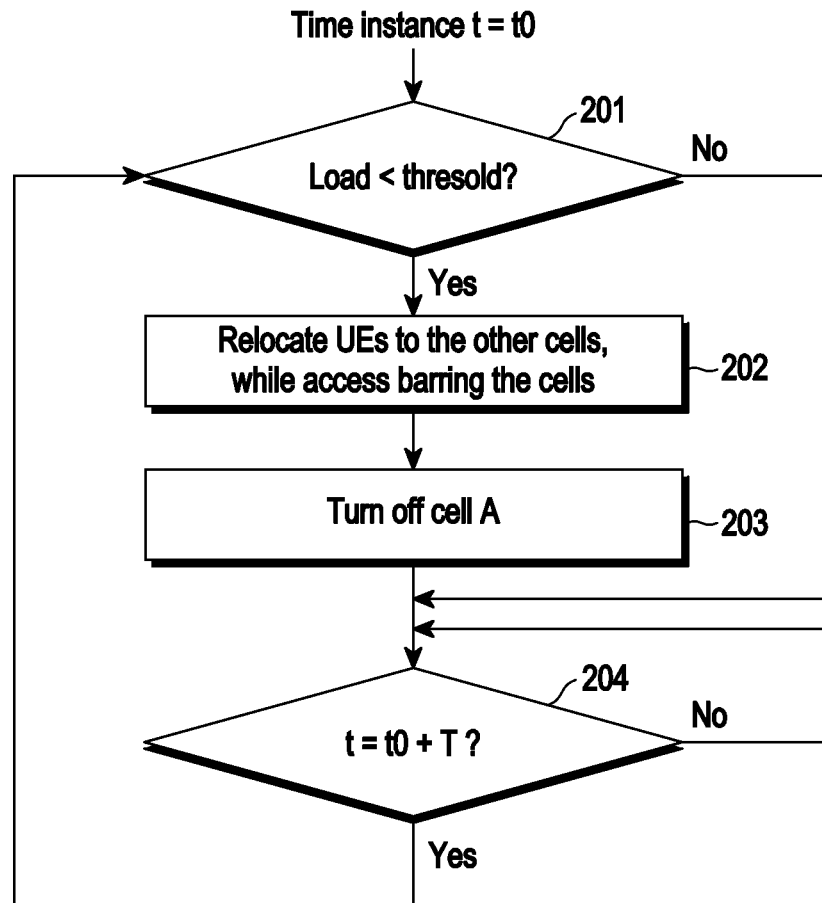 Time instance t = t0
201
Load < thresold?
No
Yes
Relocate UEs to the other cells,
while access barring the cells
202
Turn off cell A
203
204
t = t0 + T ?
No
Yes